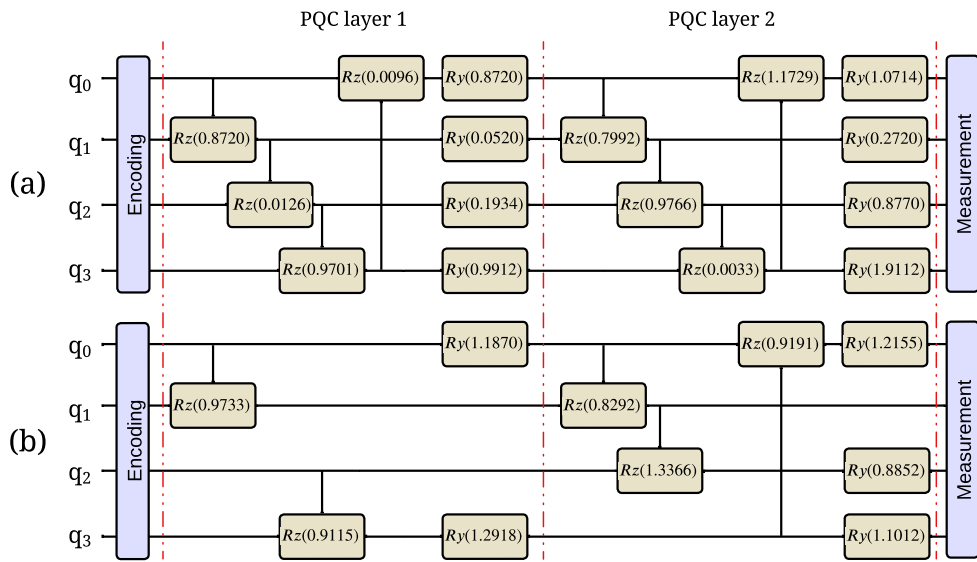 PQC layer 1 PQC layer 2
(a)
Encoding
q0 Rz(0.0096) Ry(0.8720) Rz(1.1729) Ry(1.0714)
q1 Rz(0.8720) Ry(0.0520) Rz(0.7992) Ry(0.2720)
q2 Rz(0.0126) Ry(0.1934) Rz(0.9766) Ry(0.8770)
q3 Rz(0.9701) Ry(0.9912) Rz(0.0033) Ry(1.9112)
Measurement
(b)
Encoding
q0 Ry(1.1870) Rz(0.9191) Ry(1.2155)
q1 Rz(0.9733) Rz(0.8292)
q2 Rz(1.3366) Ry(0.8852)
q3 Rz(0.9115) Ry(1.2918) Ry(1.1012)
Measurement